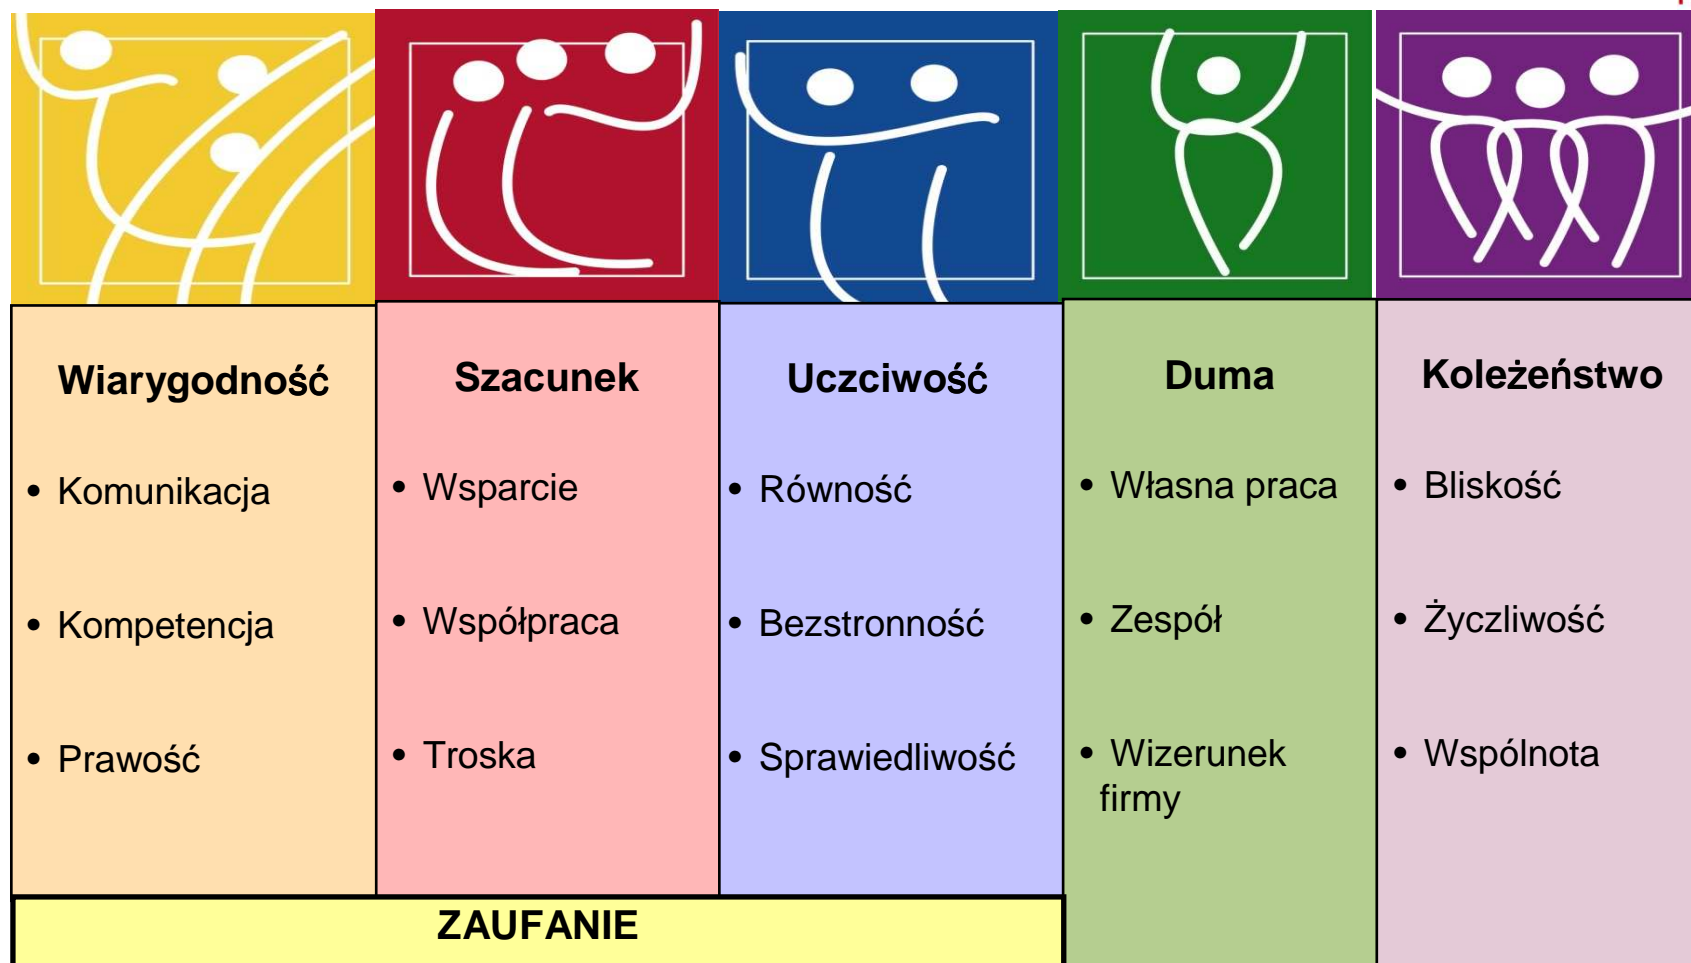 Wiarygodność
• Komunikacja
• Kompetencja
• Prawość
Szacunek
• Wsparcie
• Współpraca
• Troska
Uczciwość
• Równość
• Bezstronność
• Sprawiedliwość
Duma
• Własna praca
• Zespół
• Wizerunek
firmy
Koleżeństwo
• Bliskość
• Życzliwość
• Wspólnota
ZAUFANIE